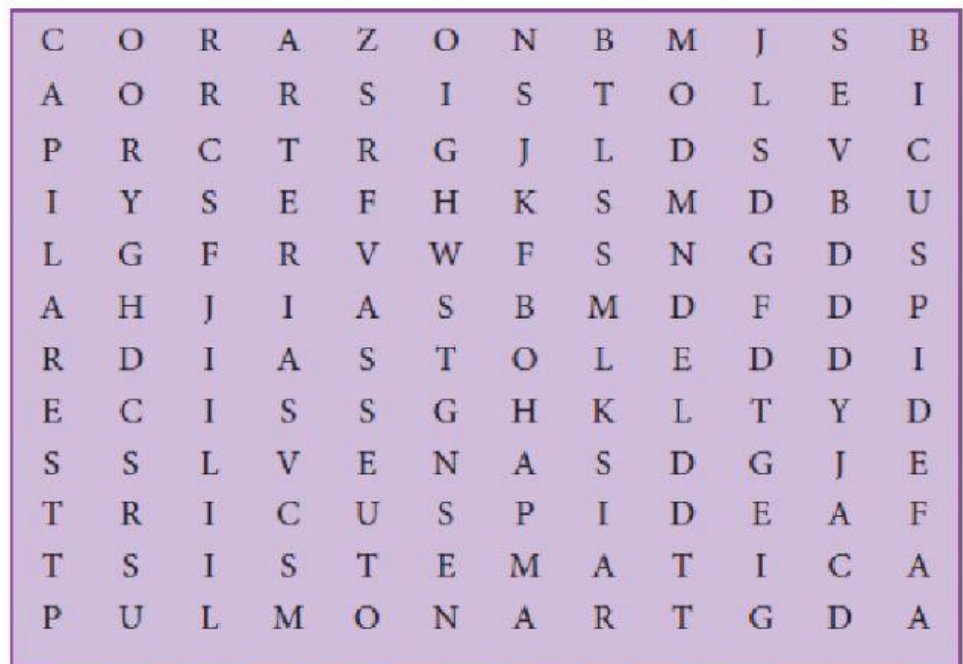 C O R A Z O N B M J S B
A O R R S I S T O L E I
P R C T R G J L D S V C
I Y S E F H K S M D B U
L G F R V W F S N G D S
A H J I A S B M D F D P
R D I A S T O L E D D I
E C I S S G H K L T Y D
S S L V E N A S D G J E
T R I C U S P I D E A F
T S I S T E M A T I C A
P U L M O N A R T G D A